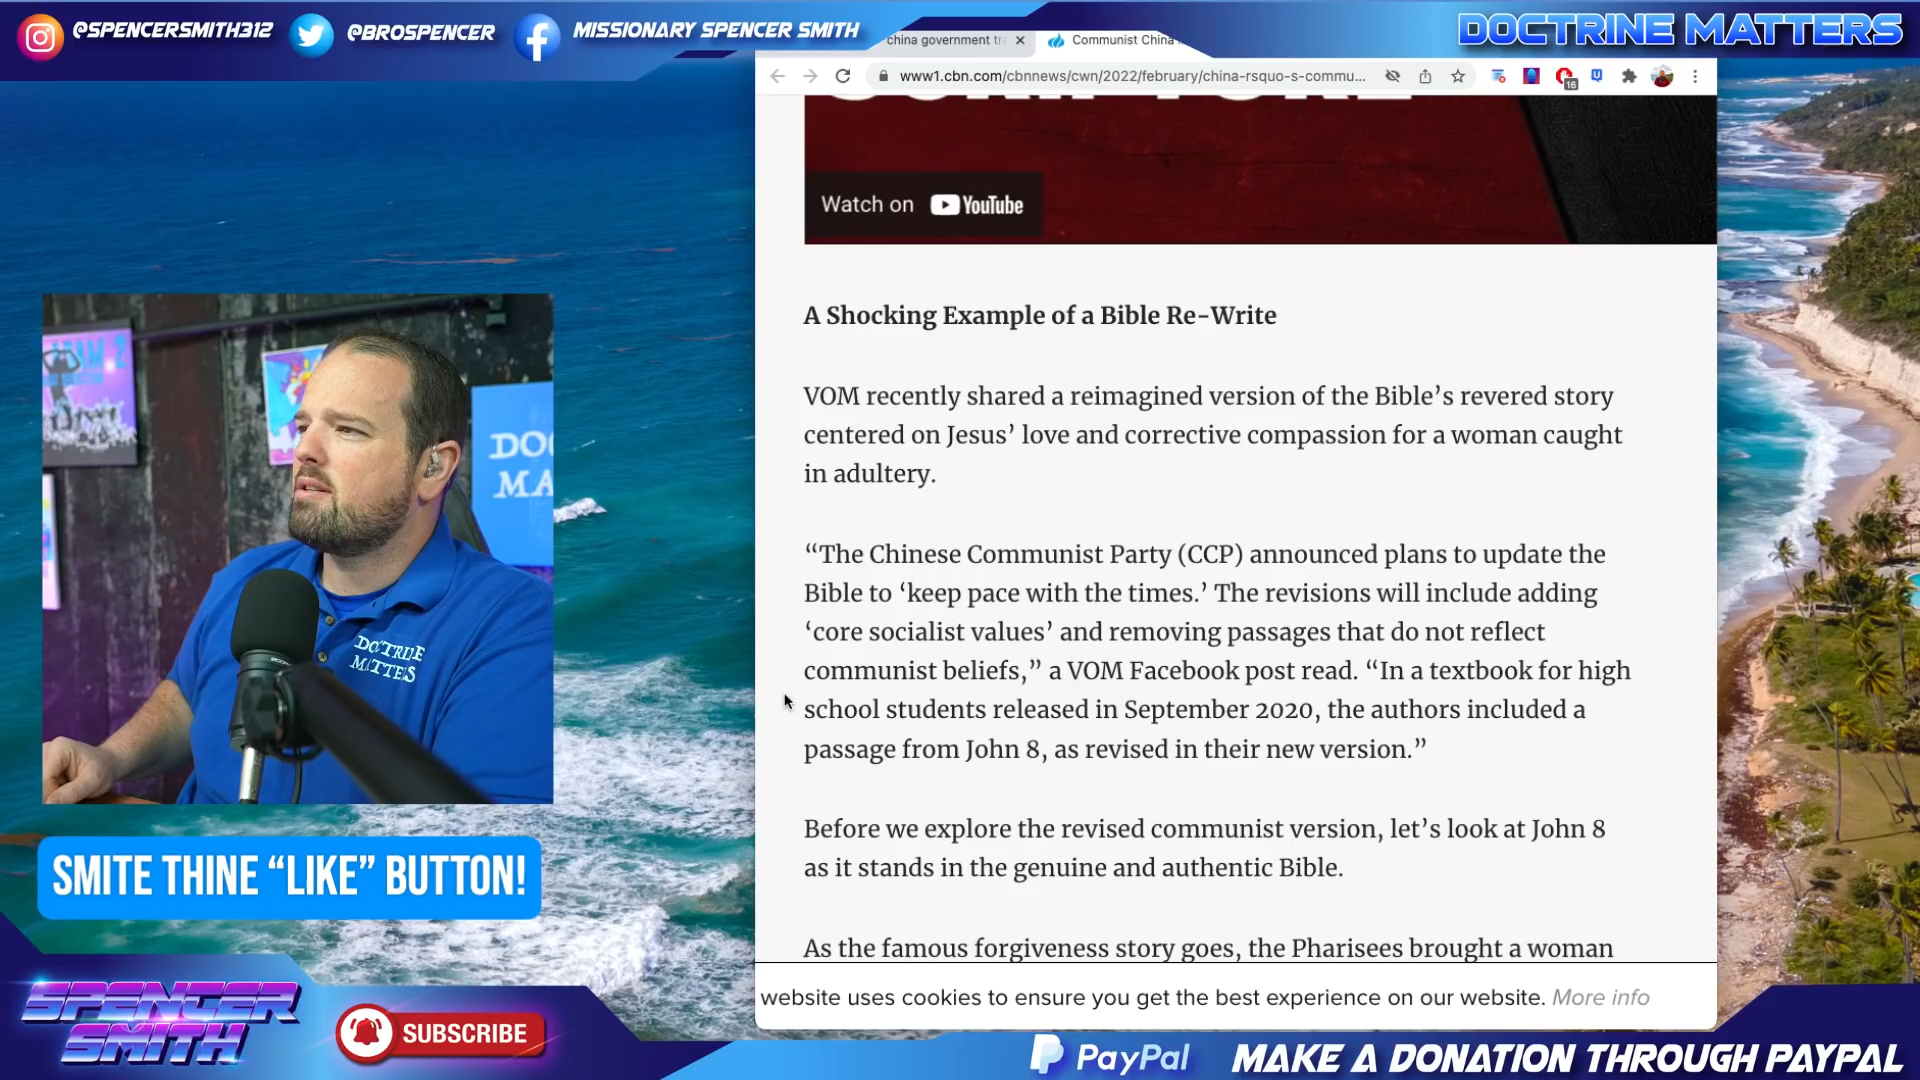 @SPENCERSMITH312
@BROSPENCER
MISSIONARY SPENCER SMITH
DOCTRINE MATTERS
china government tr
Communist China
www1.cbn.com/cbnnews/cwn/2022/february/china-rsquo-s-commu...
16
Watch on YouTube
A Shocking Example of a Bible Re-Write
VOM recently shared a reimagined version of the Bible’s revered story
centered on Jesus’ love and corrective compassion for a woman caught
in adultery.
“The Chinese Communist Party (CCP) announced plans to update the
Bible to ‘keep pace with the times.’ The revisions will include adding
‘core socialist values’ and removing passages that do not reflect
communist beliefs,” a VOM Facebook post read. “In a textbook for high
school students released in September 2020, the authors included a
passage from John 8, as revised in their new version.”
Before we explore the revised communist version, let’s look at John 8
as it stands in the genuine and authentic Bible.
As the famous forgiveness story goes, the Pharisees brought a woman
website uses cookies to ensure you get the best experience on our website. More info
DO
MA
DOCTRINE
MATTERS
SMITE THINE “LIKE” BUTTON!
SPENCER
SMITH
SUBSCRIBE
PayPal
MAKE A DONATION THROUGH PAYPAL